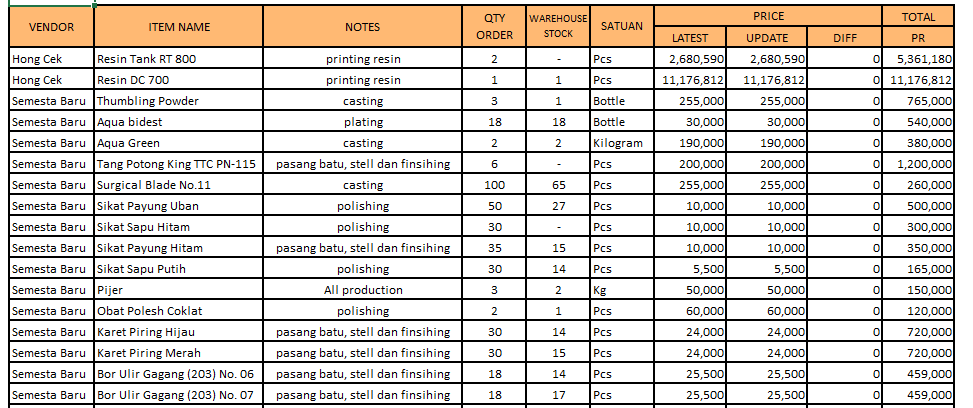 VENDOR ITEM NAME NOTES QTY ORDER WAREHOUSE STOCK SATUAN PRICE TOTAL
LATEST UPDATE DIFF PR
Hong Cek Resin Tank RT 800 printing resin 2 - Pcs 2,680,590 2,680,590 0 5,361,180
Hong Cek Resin DC 700 printing resin 1 1 Pcs 11,176,812 11,176,812 0 11,176,812
Semesta Baru Thumbling Powder casting 3 1 Bottle 255,000 255,000 0 765,000
Semesta Baru Aqua bidest plating 18 18 Bottle 30,000 30,000 0 540,000
Semesta Baru Aqua Green casting 2 2 Kilogram 190,000 190,000 0 380,000
Semesta Baru Tang Potong King TTC PN-115 pasang batu, stell dan finsihing 6 - Pcs 200,000 200,000 0 1,200,000
Semesta Baru Surgical Blade No.11 casting 100 65 Pcs 255,000 255,000 0 260,000
Semesta Baru Sikat Payung Uban polishing 50 27 Pcs 10,000 10,000 0 500,000
Semesta Baru Sikat Sapu Hitam polishing 30 - Pcs 10,000 10,000 0 300,000
Semesta Baru Sikat Payung Hitam pasang batu, stell dan finsihing 35 15 Pcs 10,000 10,000 0 350,000
Semesta Baru Sikat Sapu Putih polishing 30 14 Pcs 5,500 5,500 0 165,000
Semesta Baru Pijer All production 3 2 Kg 50,000 50,000 0 150,000
Semesta Baru Obat Polesh Coklat polishing 2 1 Pcs 60,000 60,000 0 120,000
Semesta Baru Karet Piring Hijau pasang batu, stell dan finsihing 30 14 Pcs 24,000 24,000 0 720,000
Semesta Baru Karet Piring Merah pasang batu, stell dan finsihing 30 15 Pcs 24,000 24,000 0 720,000
Semesta Baru Bor Ulir Gagang (203) No. 06 pasang batu, stell dan finsihing 18 14 Pcs 25,500 25,500 0 459,000
Semesta Baru Bor Ulir Gagang (203) No. 07 pasang batu, stell dan finsihing 18 17 Pcs 25,500 25,500 0 459,000